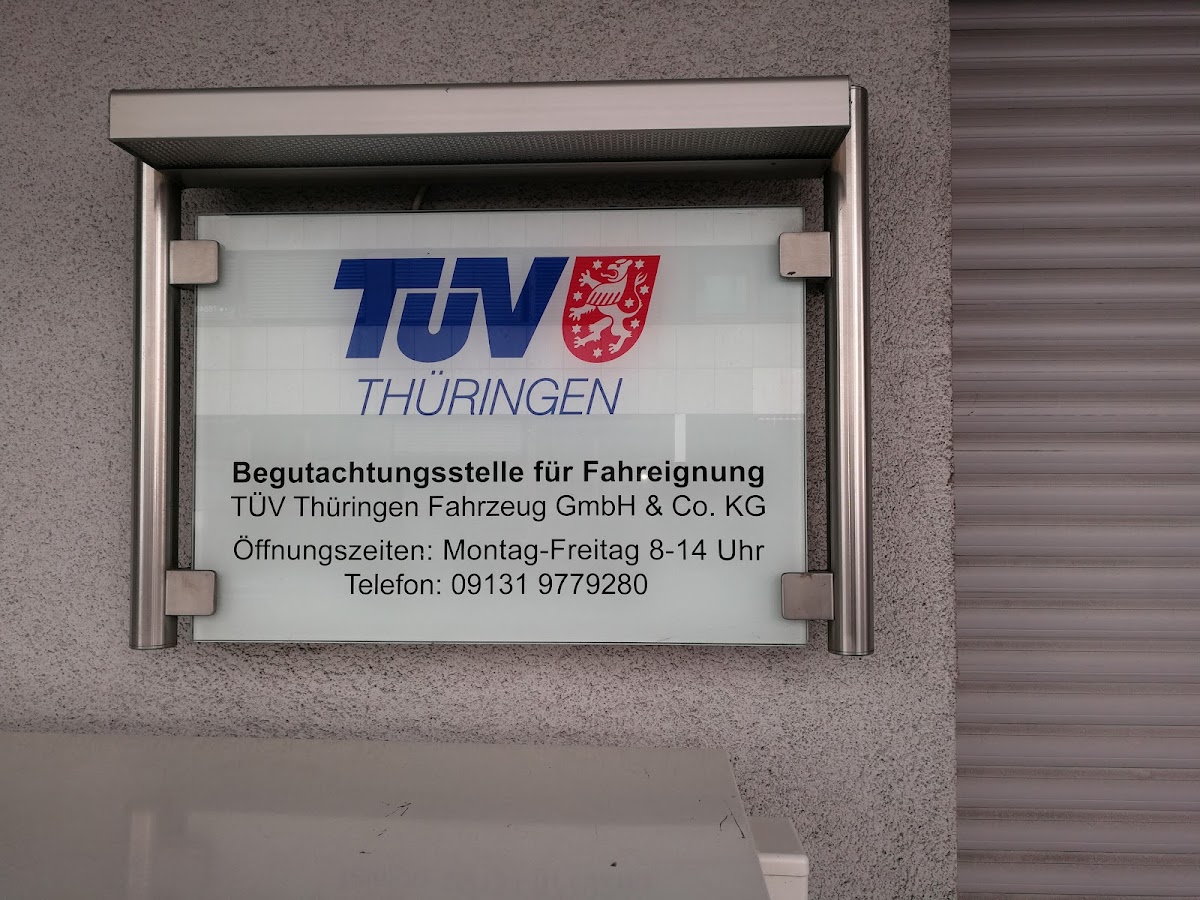 TÜV
THÜRINGEN
Begutachtungsstelle für Fahreignung
TÜV Thüringen Fahrzeug GmbH & Co. KG
Öffnungszeiten: Montag-Freitag 8-14 Uhr
Telefon: 09131 9779280